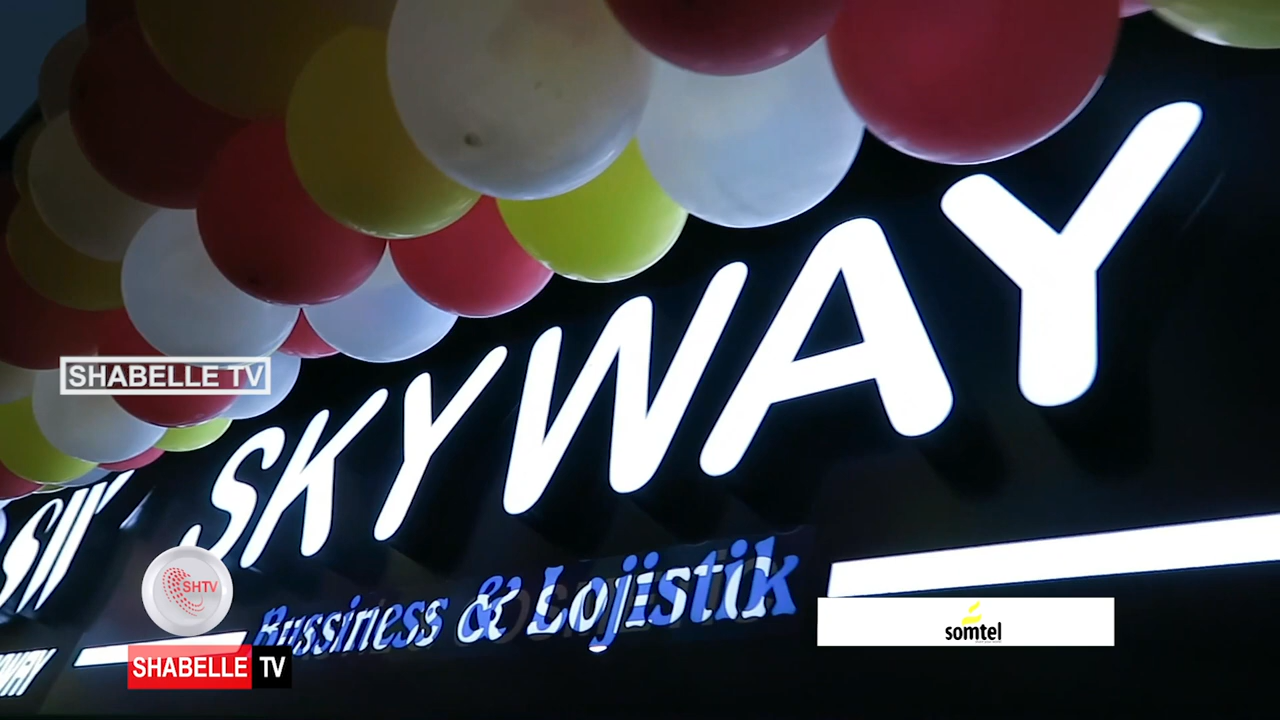 SKYWAY
SHABELLE TV
Bussiness & Lojistik
SHTV
somtel
SHABELLE TV